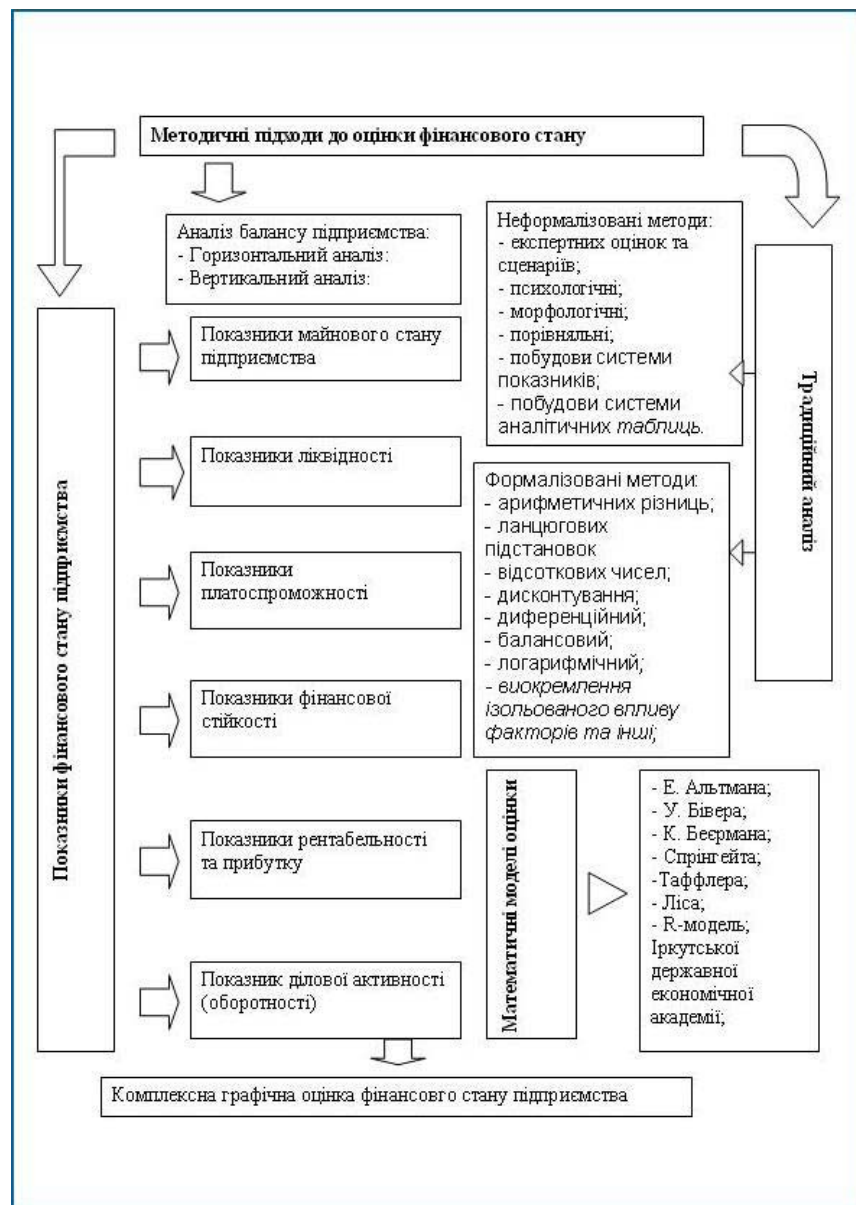 Методичні підходи до оцінки фінансового стану
Аналіз балансу підприємства:
- Горизонтальний аналіз:
- Вертикальний аналіз:
Показники фінансового стану підприємства
Показники майнового стану
підприємства
Показники ліквідності
Показники
платоспроможності
Показники фінансової
стійкості
Показники рентабельності
та прибутку
Показник ділової активності
(оборотності)
Неформалізовані методи:
- експертних оцінок та
сценаріїв;
- психологічні;
- морфологічні;
- порівняльні;
- побудови системи
показників;
- побудови системи
аналітичних таблиць.
Традиційний аналіз
Формалізовані методи:
- арифметичних різниць;
- ланцюгових
підстановок
- відсоткових чисел;
- дисконтування;
- диференційний;
- балансовий;
- логарифмічний;
- виокремлення
ізольованого впливу
факторів та інші;
Математичні моделі оцінки
- Е. Альтмана;
- У. Бівера;
- К. Беєрмана;
- Спрінгейта;
-Таффлера;
- Ліса;
- R-модель;
Іркутської
державної
економічної
академії;
Комплексна графічна оцінка фінансовго стану підприємства